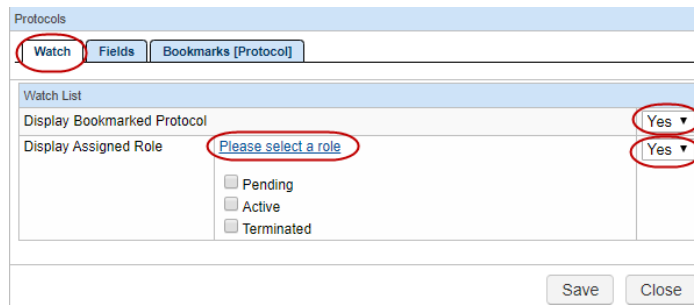 Protocols
Watch Fields Bookmarks [Protocol]
Watch List
Display Bookmarked Protocol Yes
Display Assigned Role Please select a role Yes
Pending
Active
Terminated
Save Close